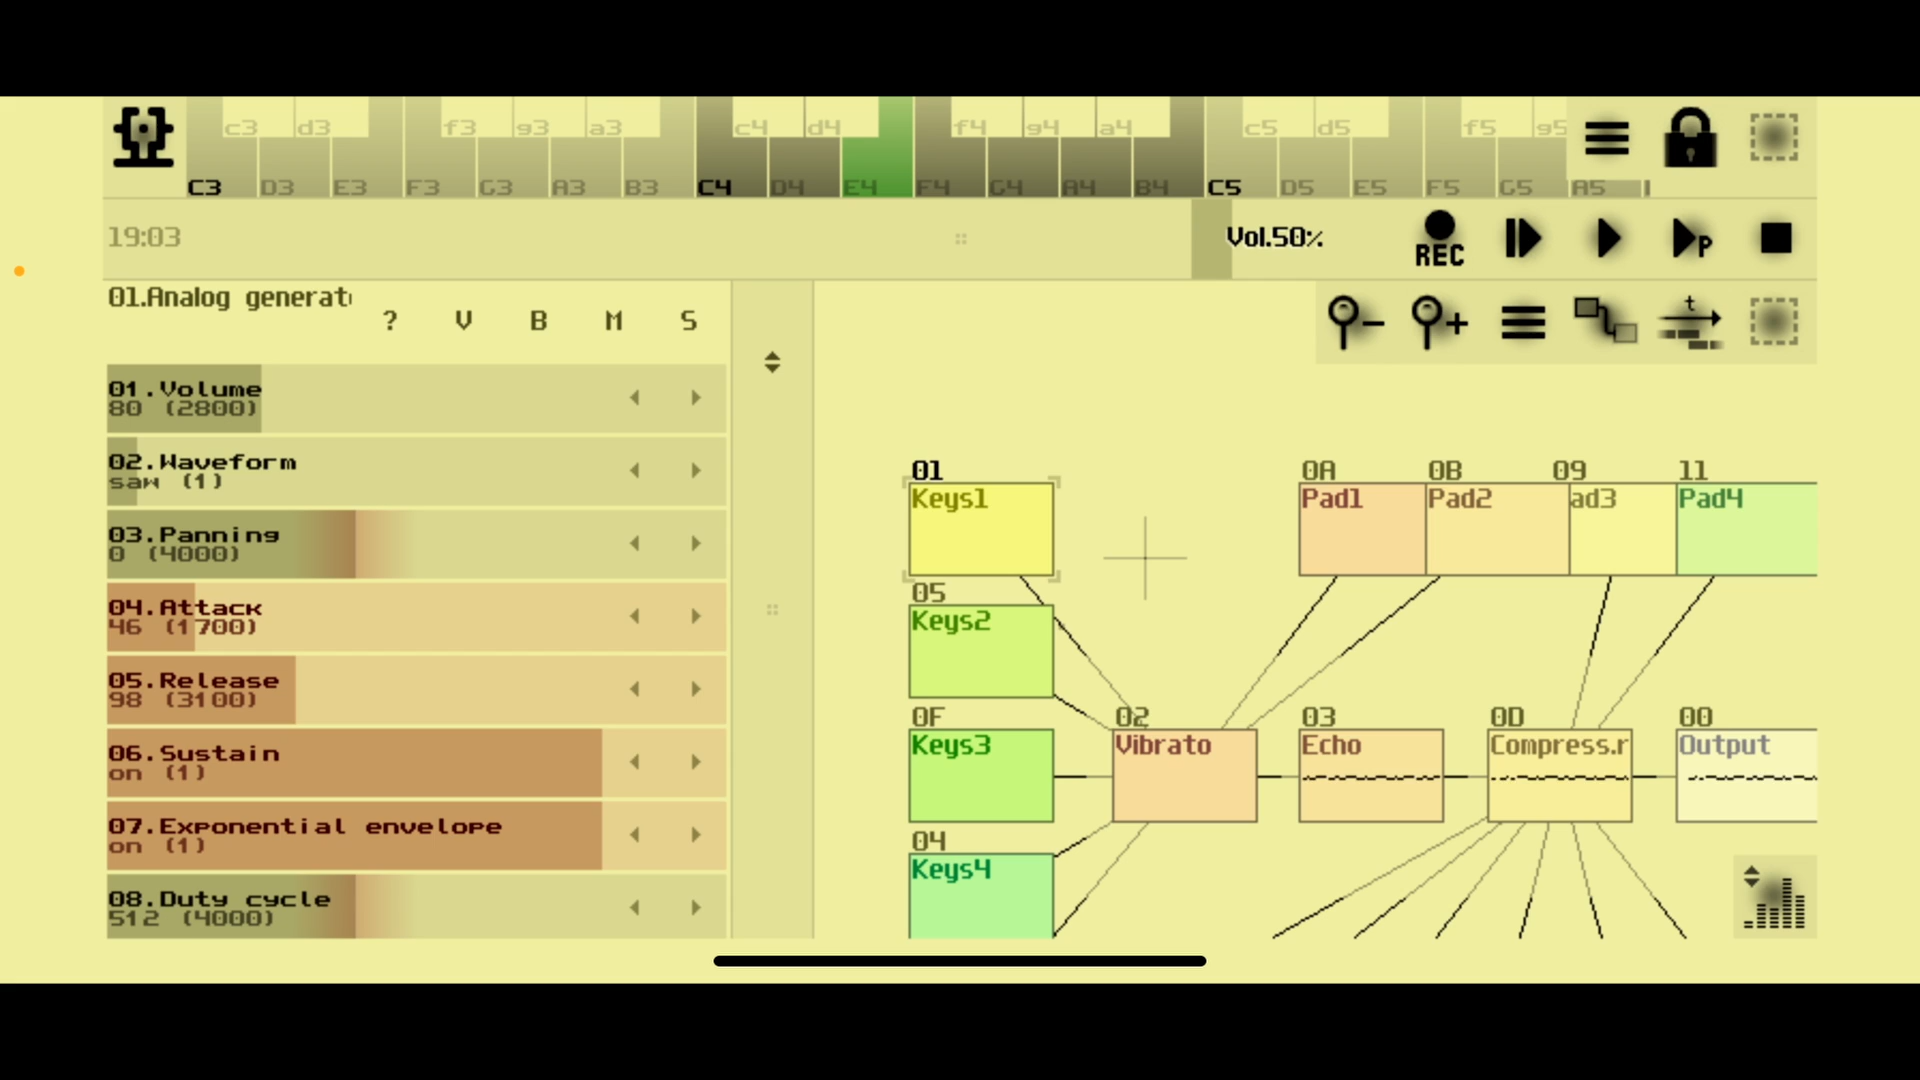 c3 d3 f3 g3 a3 c4 d4 f4 g4 a4 c5 d5 f5 g5
C3 D3 E3 F3 G3 A3 B3 C4 D4 E4 F4 G4 A4 B4 C5 D5 E5 F5 G5 A5
19:03
Vol.50%
REC
P
01.Analog generat
? V B M S
t
01.Volume
80 (2800)
02.Waveform
saw (1)
03.Panning
0 (4000)
04.Attack
46 (1700)
05.Release
98 (3100)
06.Sustain
on (1)
07.Exponential envelope
on (1)
08.Duty cycle
512 (4000)
01
Keys1
0A
Pad1
0B
Pad2
09
ad3
11
Pad4
05
Keys2
0F
Keys3
02
Vibrato
03
Echo
0D
Compress.r
00
Output
04
Keys4